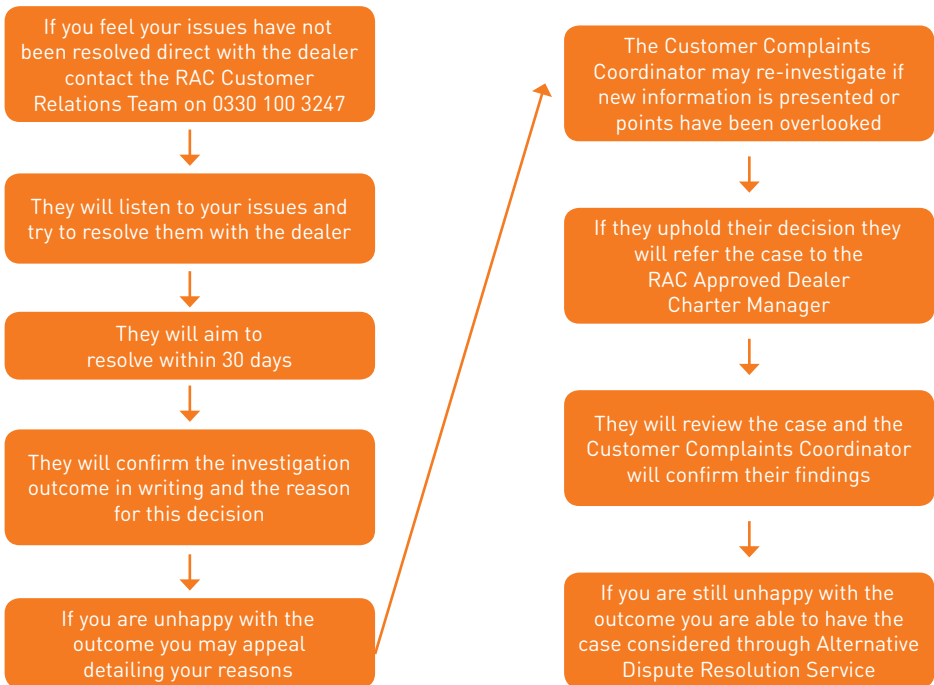 If you feel your issues have not
been resolved direct with the dealer
contact the RAC Customer
Relations Team on 0330 100 3247
They will listen to your issues and
try to resolve them with the dealer
They will aim to
resolve within 30 days
They will confirm the investigation
outcome in writing and the reason
for this decision
If you are unhappy with the
outcome you may appeal
detailing your reasons
The Customer Complaints
Coordinator may re-investigate if
new information is presented or
points have been overlooked
If they uphold their decision they
will refer the case to the
RAC Approved Dealer
Charter Manager
They will review the case and the
Customer Complaints Coordinator
will confirm their findings
If you are still unhappy with the
outcome you are able to have the
case considered through Alternative
Dispute Resolution Service